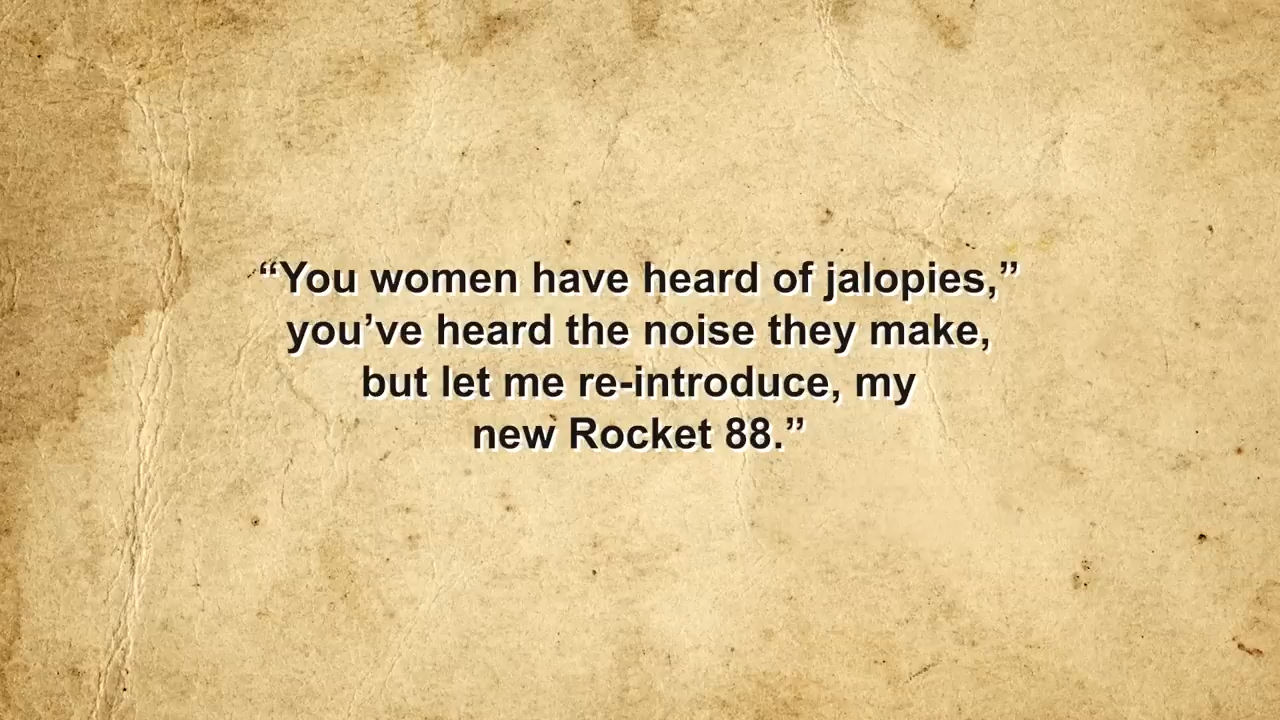 “You women have heard of jalopies,”
you’ve heard the noise they make,
but let me re-introduce, my
new Rocket 88.”